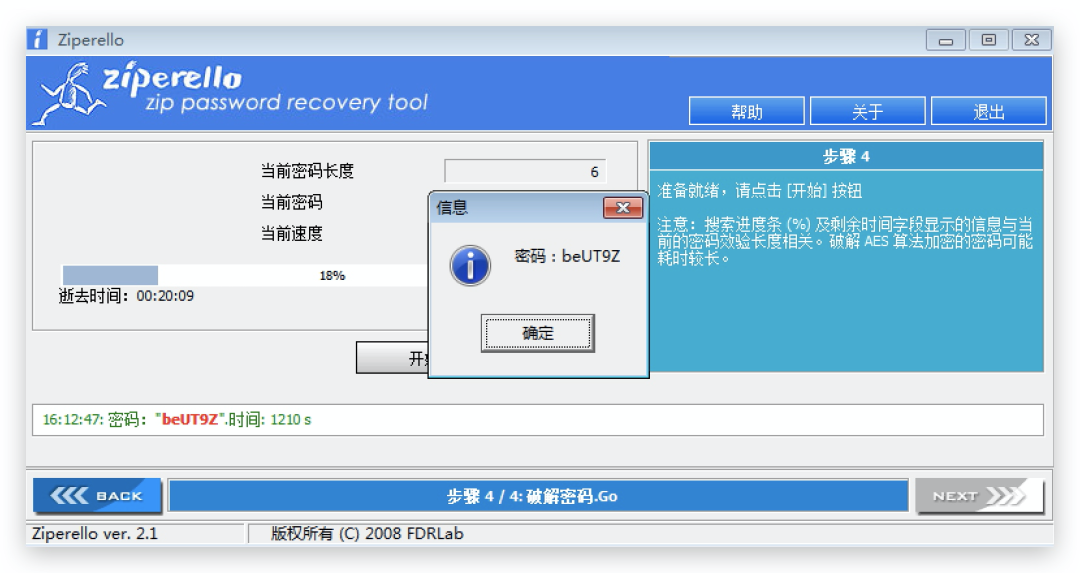 Ziperello
ziperello
zip password recovery tool
帮助
关于
退出
当前密码长度
6
当前密码
当前速度
18%
逝去时间：00:20:09
信息
密码：beUT9Z
确定
步骤 4
准备就绪，请点击 [开始] 按钮
注意：搜索进度条 (%) 及剩余时间字段显示的信息与当
前的密码效验长度相关。破解 AES 算法加密的密码可能
耗时较长。
16:12:47: 密码："beUT9Z".时间: 1210 s
BACK
步骤 4 / 4: 破解密码.Go
NEXT
Ziperello ver. 2.1
版权所有 (C) 2008 FDRLab